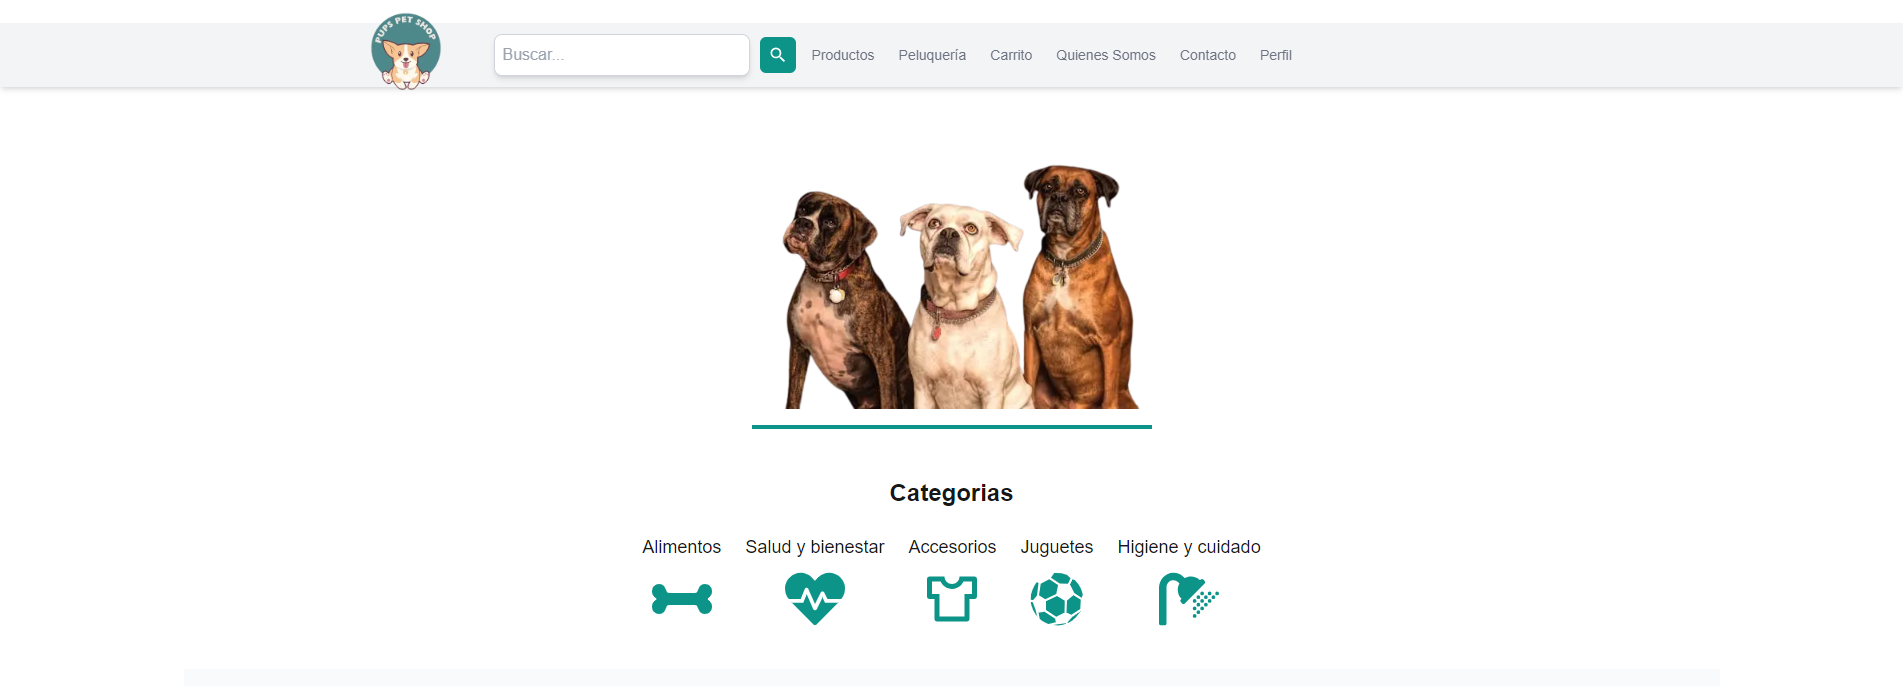 PUPS PET SHOP
Buscar...
Productos
Peluquería
Carrito
Quienes Somos
Contacto
Perfil
Categorias
Alimentos
Salud y bienestar
Accesorios
Juguetes
Higiene y cuidado